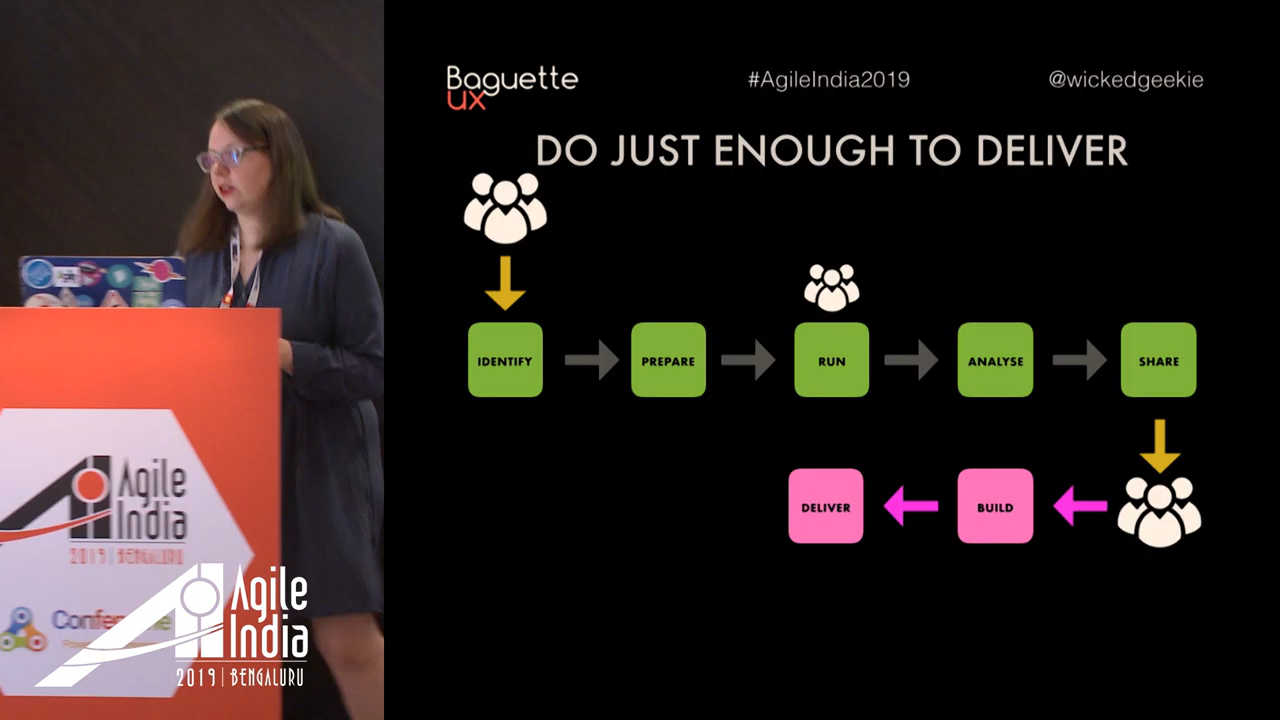 Baguette
ux
#AgileIndia2019
@wickedgeekie
DO JUST ENOUGH TO DELIVER
IDENTIFY
PREPARE
RUN
ANALYSE
SHARE
DELIVER
BUILD
Agile
India
2019 | BENGALURU
Agile
India
2019 | BENGALURU